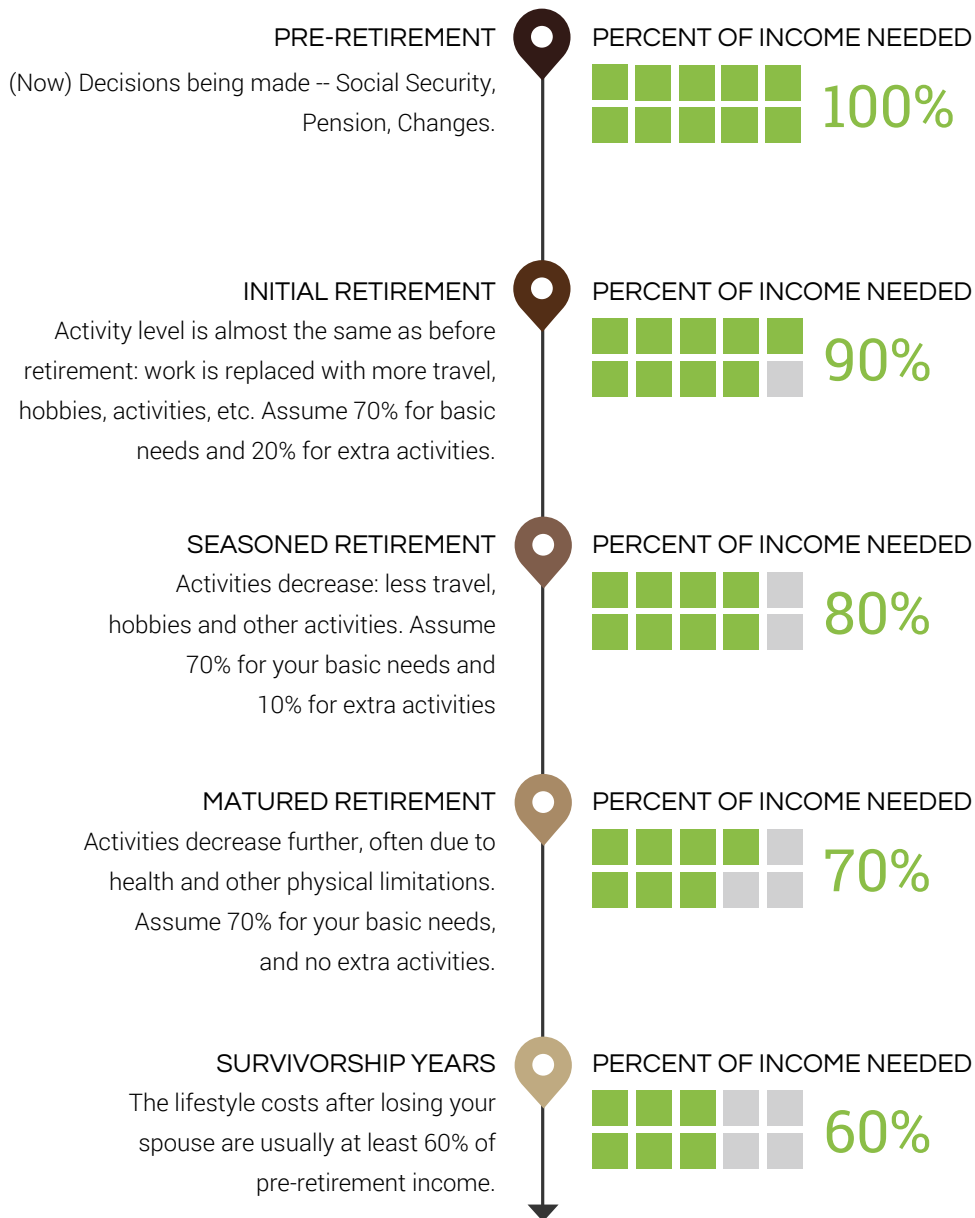 PRE-RETIREMENT
(Now) Decisions being made -- Social Security,
Pension, Changes.
PERCENT OF INCOME NEEDED
100%
INITIAL RETIREMENT
Activity level is almost the same as before
retirement: work is replaced with more travel,
hobbies, activities, etc. Assume 70% for basic
needs and 20% for extra activities.
PERCENT OF INCOME NEEDED
90%
SEASONED RETIREMENT
Activities decrease: less travel,
hobbies and other activities. Assume
70% for your basic needs and
10% for extra activities
PERCENT OF INCOME NEEDED
80%
MATURED RETIREMENT
Activities decrease further, often due to
health and other physical limitations.
Assume 70% for your basic needs,
and no extra activities.
PERCENT OF INCOME NEEDED
70%
SURVIVORSHIP YEARS
The lifestyle costs after losing your
spouse are usually at least 60% of
pre-retirement income.
PERCENT OF INCOME NEEDED
60%